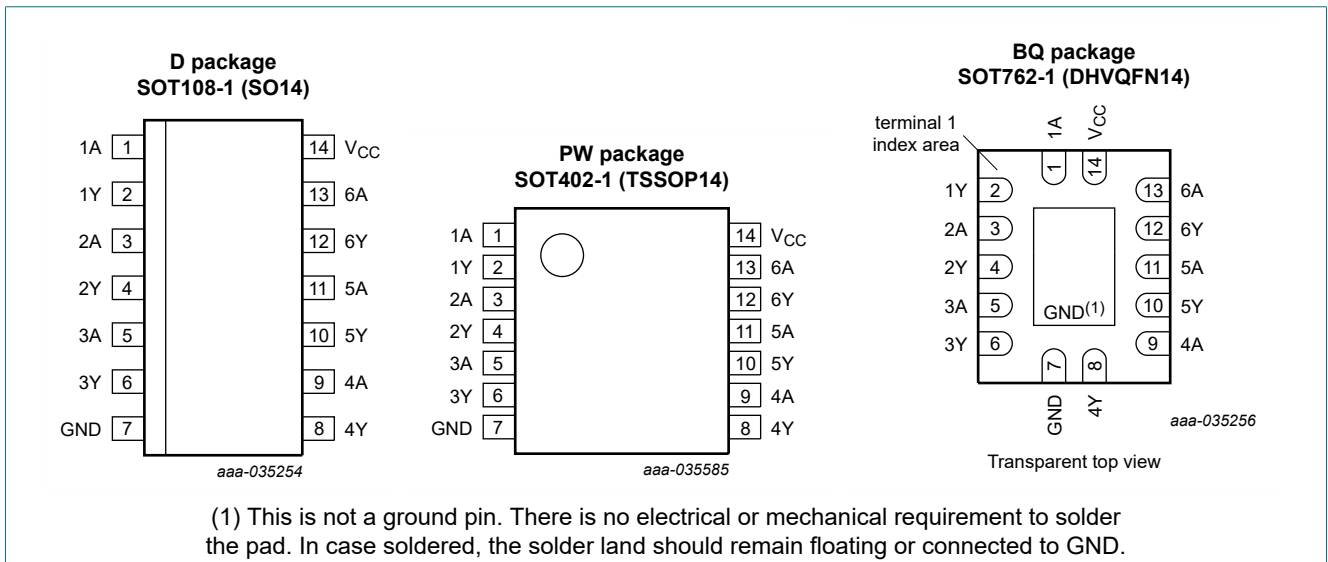 D package
SOT108-1 (SO14)
1A 1 14 VCC
1Y 2 13 6A
2A 3 12 6Y
2Y 4 11 5A
3A 5 10 5Y
3Y 6 9 4A
GND 7 8 4Y
aaa-035254
PW package
SOT402-1 (TSSOP14)
1A 1 14 VCC
1Y 2 13 6A
2A 3 12 6Y
2Y 4 11 5A
3A 5 10 5Y
3Y 6 9 4A
GND 7 8 4Y
aaa-035585
BQ package
SOT762-1 (DHVQFN14)
terminal 1
index area
1A VCC
1 14
1Y 2 13 6A
2A 3 12 6Y
2Y 4 11 5A
3A 5 10 5Y
GND(1)
3Y 6 9 4A
7 8
GND 4Y
aaa-035256
Transparent top view
(1) This is not a ground pin. There is no electrical or mechanical requirement to solder
the pad. In case soldered, the solder land should remain floating or connected to GND.